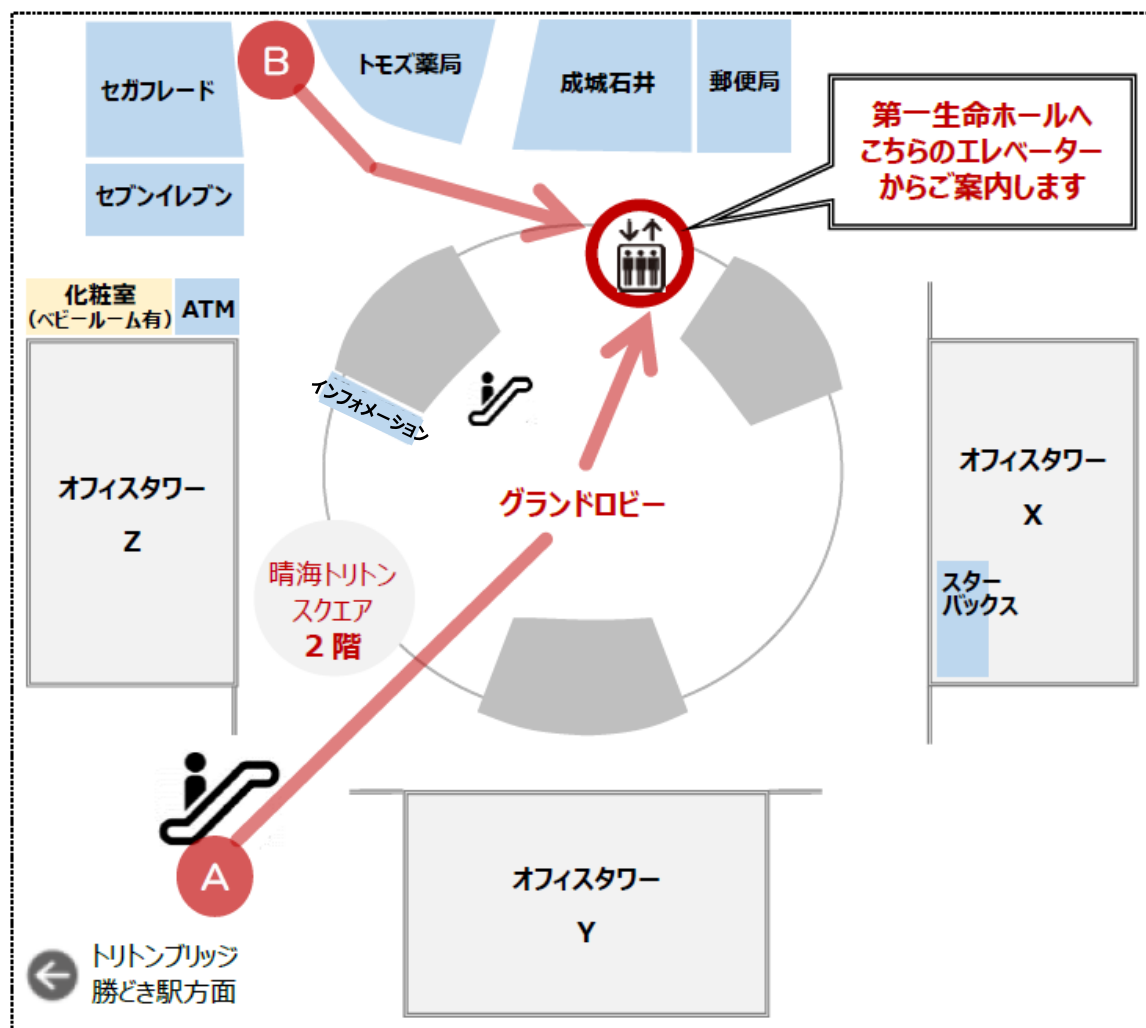 B
セガフレード
トモズ薬局
成城石井
郵便局
第一生命ホールへ
こちらのエレベーター
からご案内します
セブンイレブン
化粧室
(ベビールーム有)
ATM
インフォメーション
オフィスタワー
Z
グランドロビー
オフィスタワー
X
スター
バックス
晴海トリトン
スクエア
2階
A
オフィスタワー
Y
トリトンブリッジ
勝どき駅方面